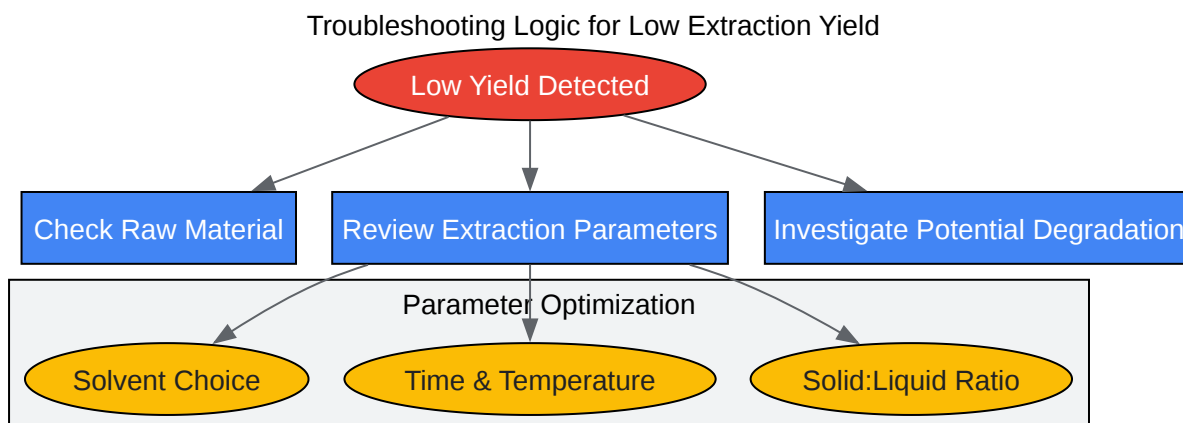 Troubleshooting Logic for Low Extraction Yield
Low Yield Detected
Check Raw Material
Review Extraction Parameters
Investigate Potential Degradation
Parameter Optimization
Solvent Choice
Time & Temperature
Solid:Liquid Ratio